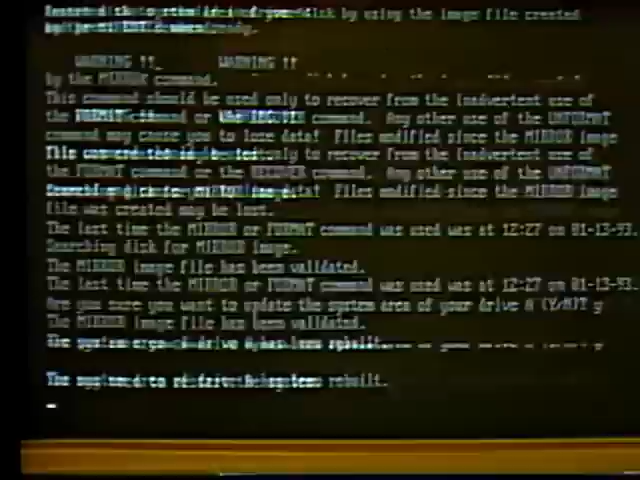 disk by using the image file created
WARNING !! WARNING !!
by the MIRROR command.
This command should be used only to recover from the inadvertent use of
the FORMAT command or command. Any other use of the UNFORMAT
command may cause you to lose data! Files modified since the MIRROR image
only to recover from the inadvertent use of
the FORMAT command or the RECOVER command. Any other use of the UNFORMAT
data! Files modified since the MIRROR image
file was created may be lost.
The last time the MIRROR or FORMAT command was used was at 12:27 on 01-13-93.
Searching disk for MIRROR image.
The MIRROR image file has been validated.
The last time the MIRROR or FORMAT command was used was at 12:27 on 01-13-93.
Are you sure you want to update the system area of your drive A (Y/N)? y
The MIRROR image file has been validated.
The system area of drive A has been rebuilt.
rebuilt.